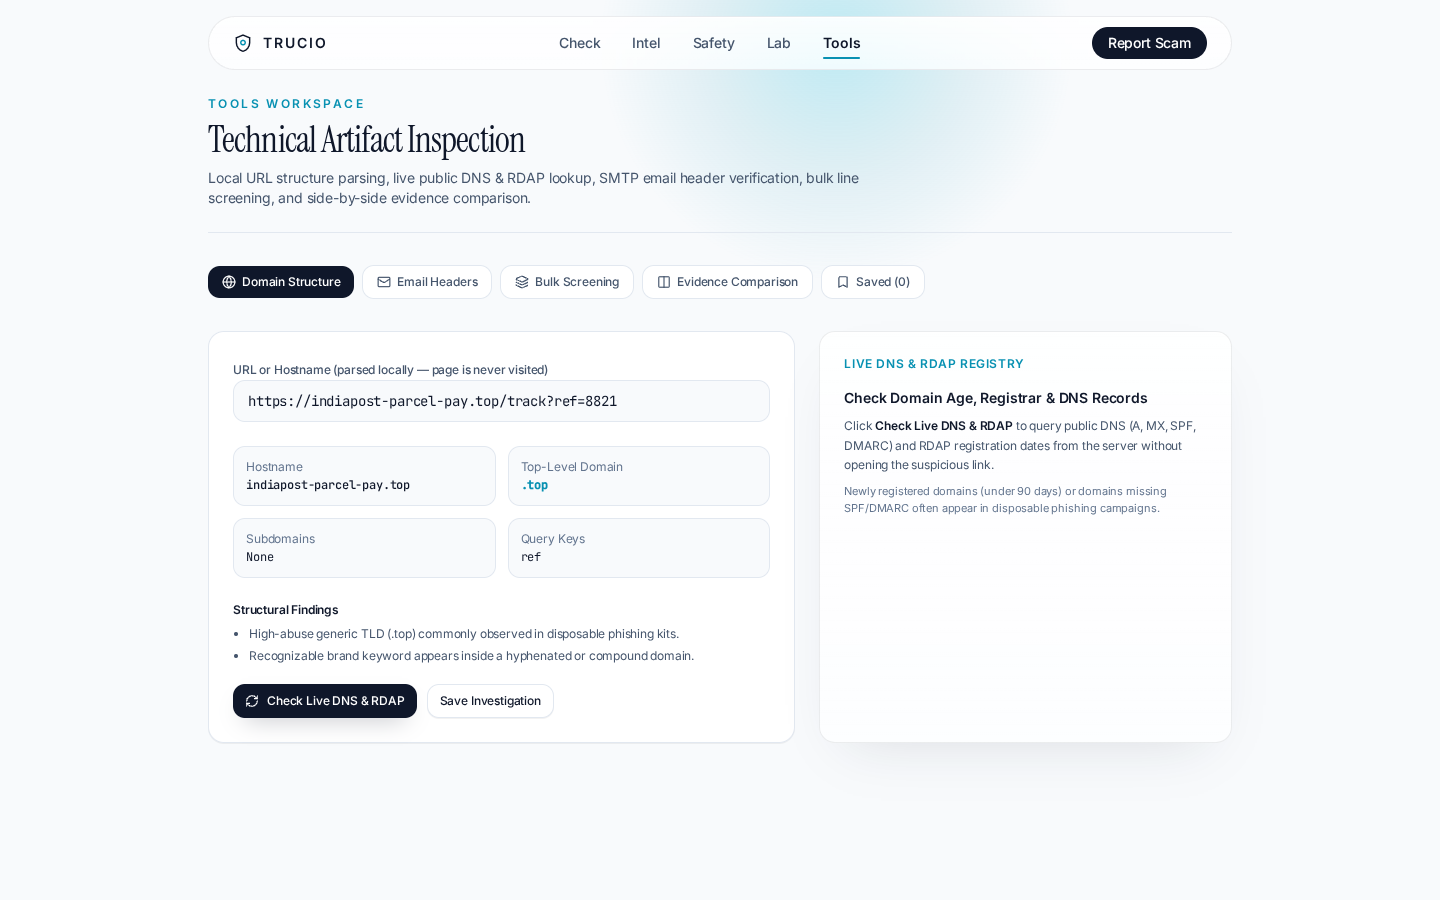 TRUCIO
Check
Intel
Safety
Lab
Tools
Report Scam
TOOLS WORKSPACE
Technical Artifact Inspection
Local URL structure parsing, live public DNS & RDAP lookup, SMTP email header verification, bulk line
screening, and side-by-side evidence comparison.
Domain Structure
Email Headers
Bulk Screening
Evidence Comparison
Saved (0)
URL or Hostname (parsed locally — page is never visited)
https://indiapost-parcel-pay.top/track?ref=8821
Hostname
indiapost-parcel-pay.top
Top-Level Domain
.top
Subdomains
None
Query Keys
ref
Structural Findings
• High-abuse generic TLD (.top) commonly observed in disposable phishing kits.
• Recognizable brand keyword appears inside a hyphenated or compound domain.
Check Live DNS & RDAP
Save Investigation
LIVE DNS & RDAP REGISTRY
Check Domain Age, Registrar & DNS Records
Click Check Live DNS & RDAP to query public DNS (A, MX, SPF,
DMARC) and RDAP registration dates from the server without
opening the suspicious link.
Newly registered domains (under 90 days) or domains missing
SPF/DMARC often appear in disposable phishing campaigns.